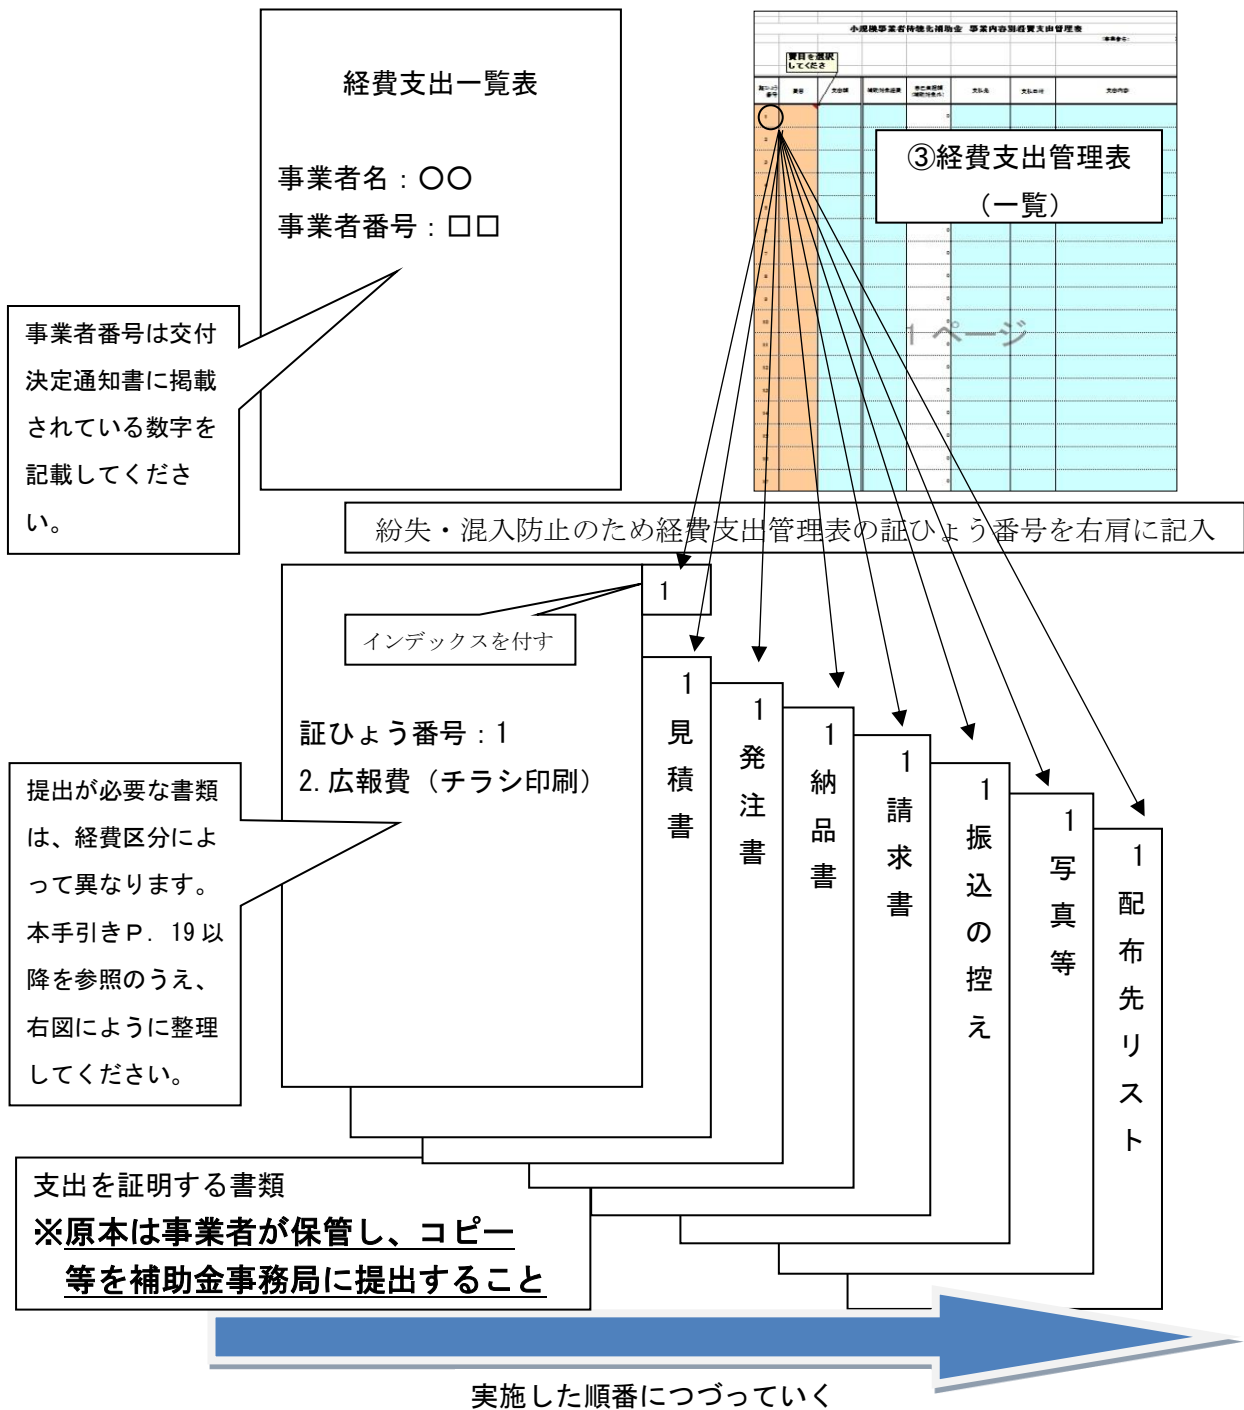 経費支出一覧表
事業者名：〇〇
事業者番号：□□
事業者番号は交付
決定通知書に掲載
されている数字を
記載してくださ
い。
小規模事業者持続化補助金 事業内容別経費支出管理表
費目を選択
してくださ
③経費支出管理表
（一覧）
1 ページ
紛失・混入防止のため経費支出管理表の証ひょう番号を右肩に記入
1
インデックスを付す
証ひょう番号：1
2. 広報費（チラシ印刷）
提出が必要な書類
は、経費区分によ
って異なります。
本手引きＰ．19 以
降を参照のうえ、
右図にように整理
してください。
1見積書
1発注書
1納品書
1請求書
1振込の控え
1写真等
1配布先リスト
支出を証明する書類
※原本は事業者が保管し、コピー
等を補助金事務局に提出すること
実施した順番につづっていく